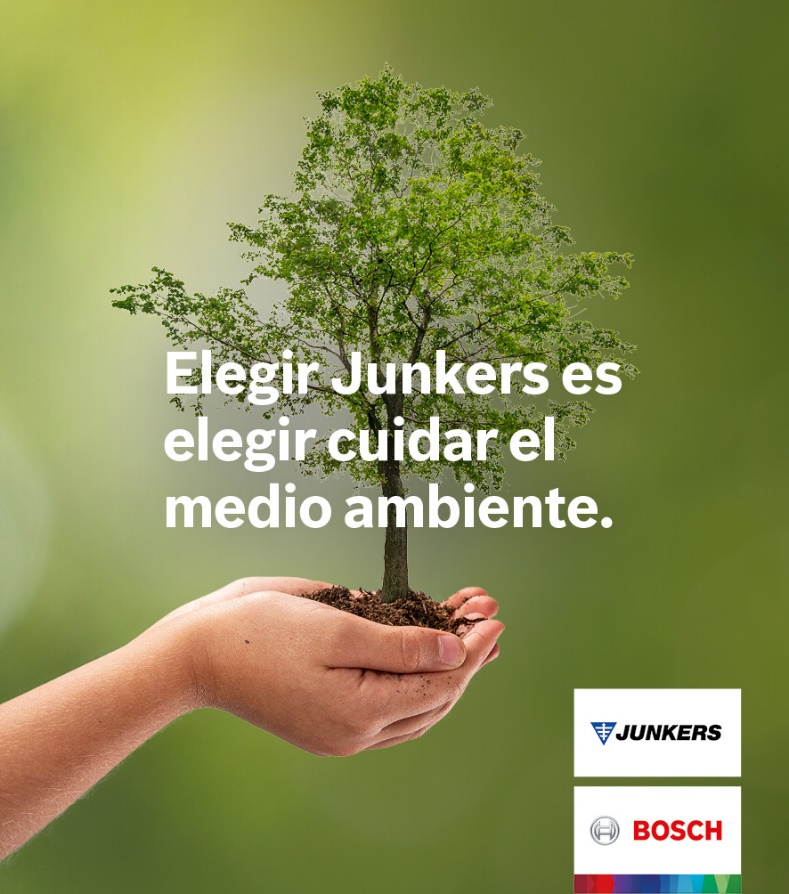 Elegir Junkers es
elegir cuidar el
medio ambiente.
JUNKERS
BOSCH